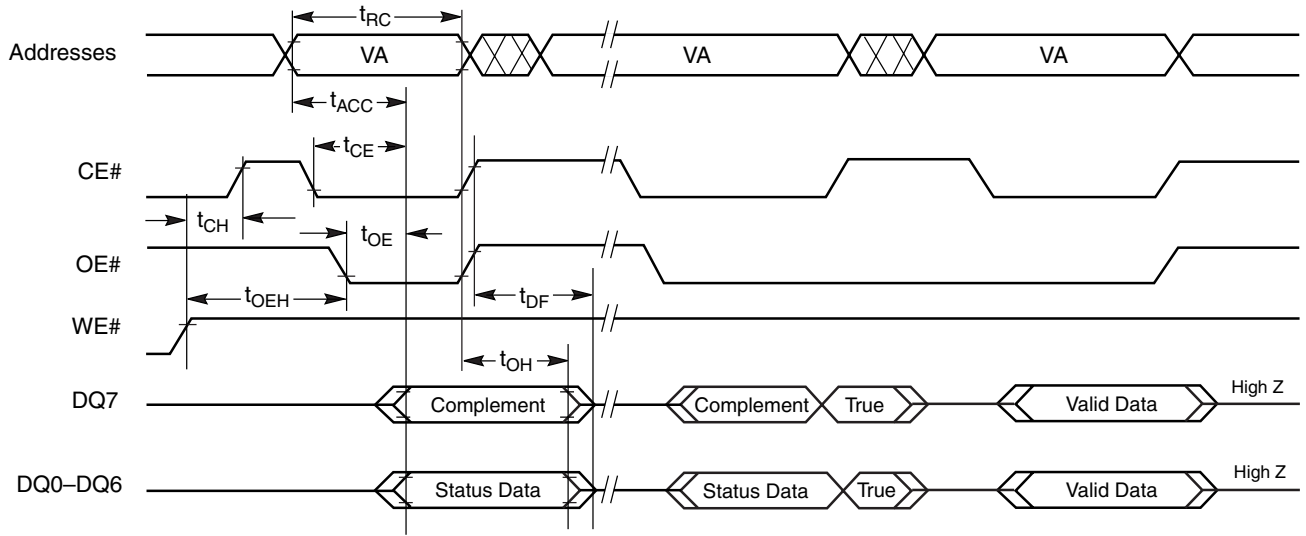 tRC
Addresses VA VA VA
tACC
tCE
CE#
tCH tOE
OE#
tOEH tDF
WE#
tOH
DQ7 Complement Complement True Valid Data High Z
DQ0–DQ6 Status Data Status Data True Valid Data High Z